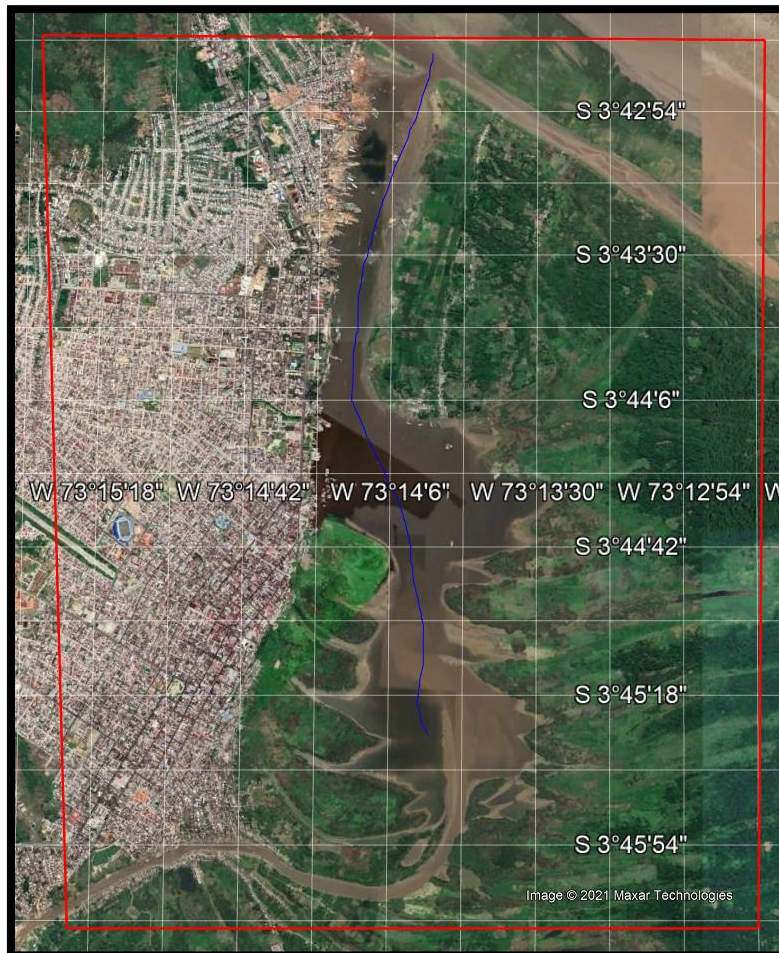 S 3°42'54"
S 3°43'30"
S 3°44'6"
W 73°15'18" W 73°14'42" W 73°14'6" W 73°13'30" W 73°12'54" W
S 3°44'42"
S 3°45'18"
S 3°45'54"
Image © 2021 Maxar Technologies